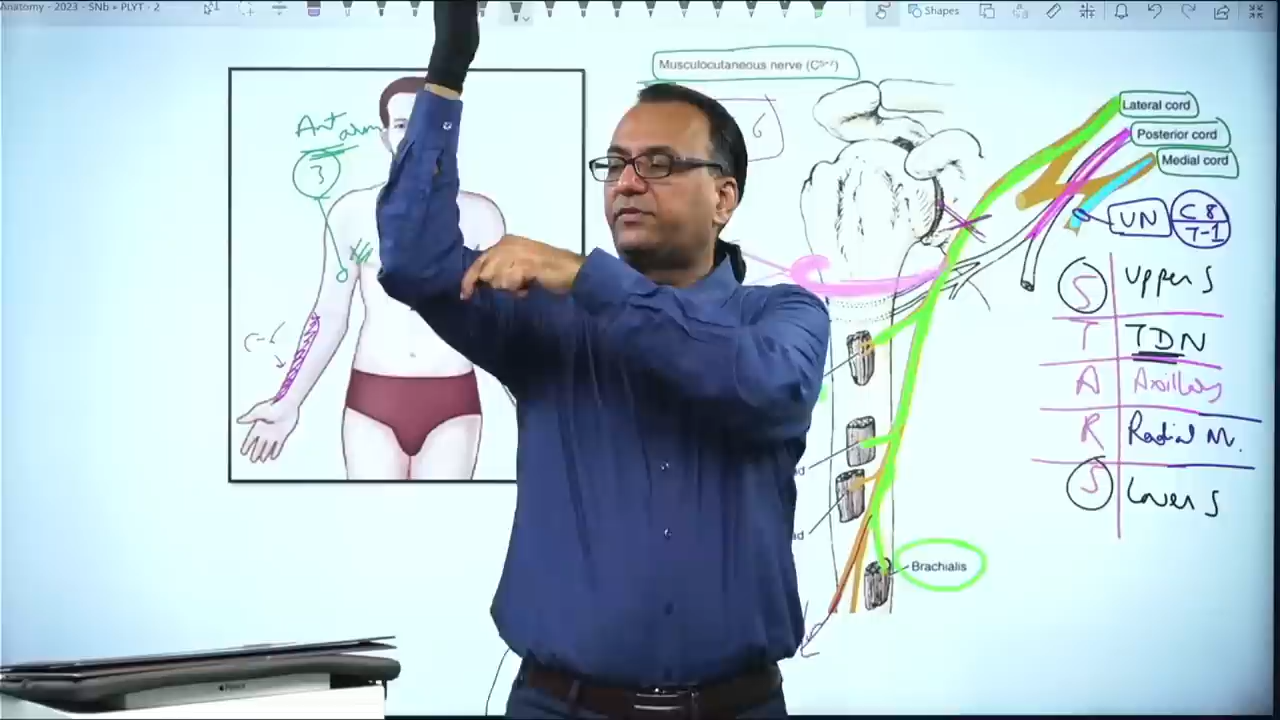 Anatomy - 2023 - SNb • PLYT - 2
Shapes
Musculocutaneous nerve (C⁵⁻⁷)
6
Ant arm
3
C-6
Lateral cord
Posterior cord
Medial cord
UN
C8
T-1
S Upper S
T TDN
A Axillary
R Radial N.
S Lower S
Brachialis